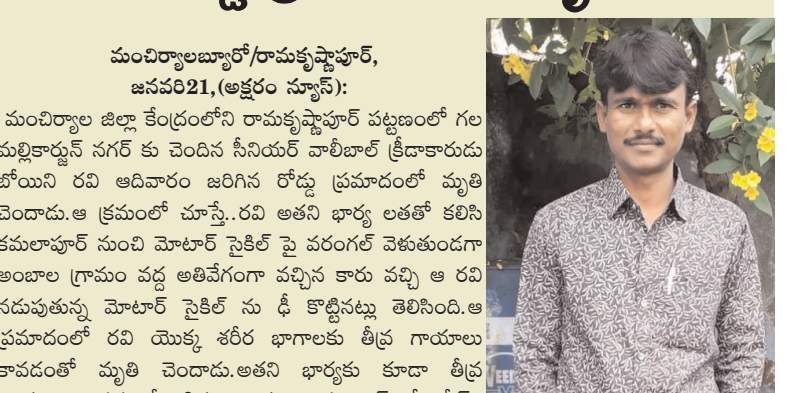 మంచిర్యాలబ్యూరో/రామకృష్ణాపూర్,
జనవరి21,(అక్షరం న్యూస్):
మంచిర్యాల జిల్లా కేంద్రంలోని రామకృష్ణాపూర్ పట్టణంలో గల
మల్లికార్జున్ నగర్ కు చెందిన సీనియర్ వాలీబాల్ క్రీడాకారుడు
బోయిని రవి ఆదివారం జరిగిన రోడ్డు ప్రమాదంలో మృతి
చెందాడు.ఆ క్రమంలో చూస్తే..రవి అతని భార్య లతతో కలిసి
కమలాపూర్ నుంచి మోటార్ సైకిల్ పై వరంగల్ వెళుతుండగా
అంబాల గ్రామం వద్ద అతివేగంగా వచ్చిన కారు వచ్చి ఆ రవి
నడుపుతున్న మోటార్ సైకిల్ ను ఢీ కొట్టినట్లు తెలిసింది.ఆ
ప్రమాదంలో రవి యొక్క శరీర భాగాలకు తీవ్ర గాయాలు
కావడంతో మృతి చెందాడు.అతని భార్యకు కూడా తీవ్ర